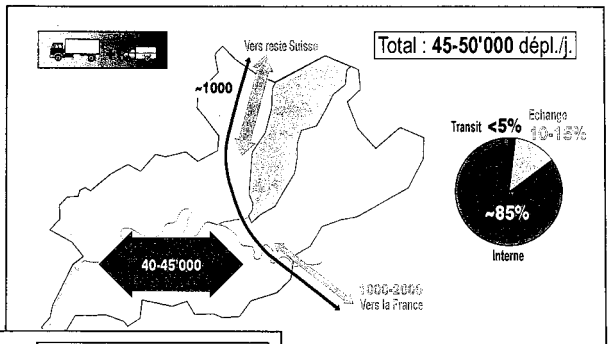 Vers reste Suisse
Total : 45-50'000 dépl./j.
~1000
Transit <5%
Echange
10-15%
~85%
Interne
40-45'000
1000-2000
Vers la France